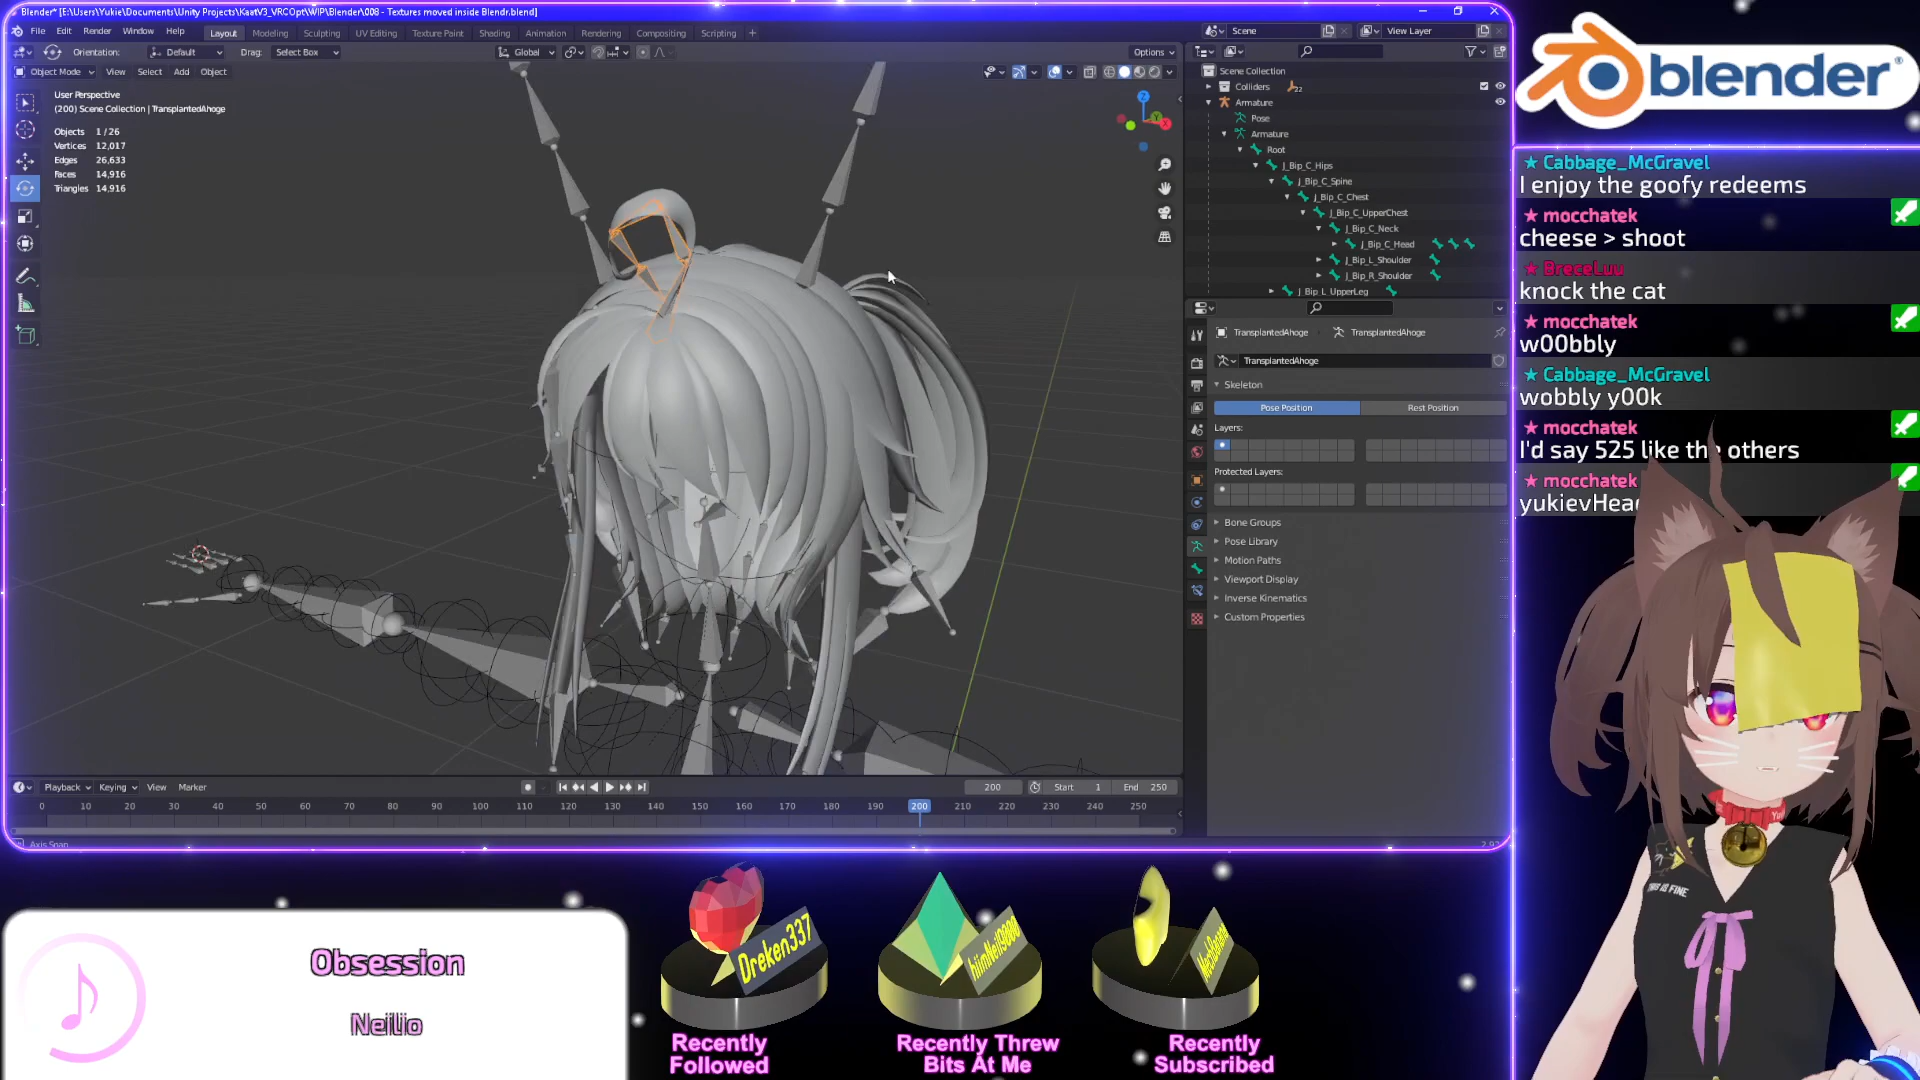 Blender* [E:\Users\Yukie\Documents\Unity Projects\KaatV3_VRCOpt\WIP\Blender\008 - Textures moved inside Blendr.blend]
File Edit Render Window Help Layout Modeling Sculpting UV Editing Texture Paint Shading Animation Rendering Compositing Scripting +
Scene View Layer
Orientation: Default Drag: Select Box Global Options
Object Mode View Select Add Object
User Perspective
(200) Scene Collection | TransplantedAhoge
Objects 1 / 26
Vertices 12,017
Edges 26,633
Faces 14,916
Triangles 14,916
Z
Y
X
Scene Collection
Colliders 22
Armature
Pose
Armature
Root
J_Bip_C_Hips
J_Bip_C_Spine
J_Bip_C_Chest
J_Bip_C_UpperChest
J_Bip_C_Neck
J_Bip_C_Head
J_Bip_L_Shoulder
J_Bip_R_Shoulder
J_Bip_L_UpperLeg
TransplantedAhoge TransplantedAhoge
TransplantedAhoge
Skeleton
Pose Position Rest Position
Layers:
Protected Layers:
Bone Groups
Pose Library
Motion Paths
Viewport Display
Inverse Kinematics
Custom Properties
Playback Keying View Marker 200 Start 1 End 250
0 10 20 30 40 50 60 70 80 90 100 110 120 130 140 150 160 170 180 190 200 210 220 230 240 250
Axis Snap
blender
Cabbage_McGravel
I enjoy the goofy redeems
mocchatek
cheese > shoot
BreceLuu
knock the cat
mocchatek
w00bbly
Cabbage_McGravel
wobbly y00k
mocchatek
I'd say 525 like the others
mocchatek
yukievHea
THIS IS FINE
Obsession
Neilio
Dreken337
Recently
Followed
hiimNeil9000
Recently Threw
Bits At Me
Recently
Subscribed